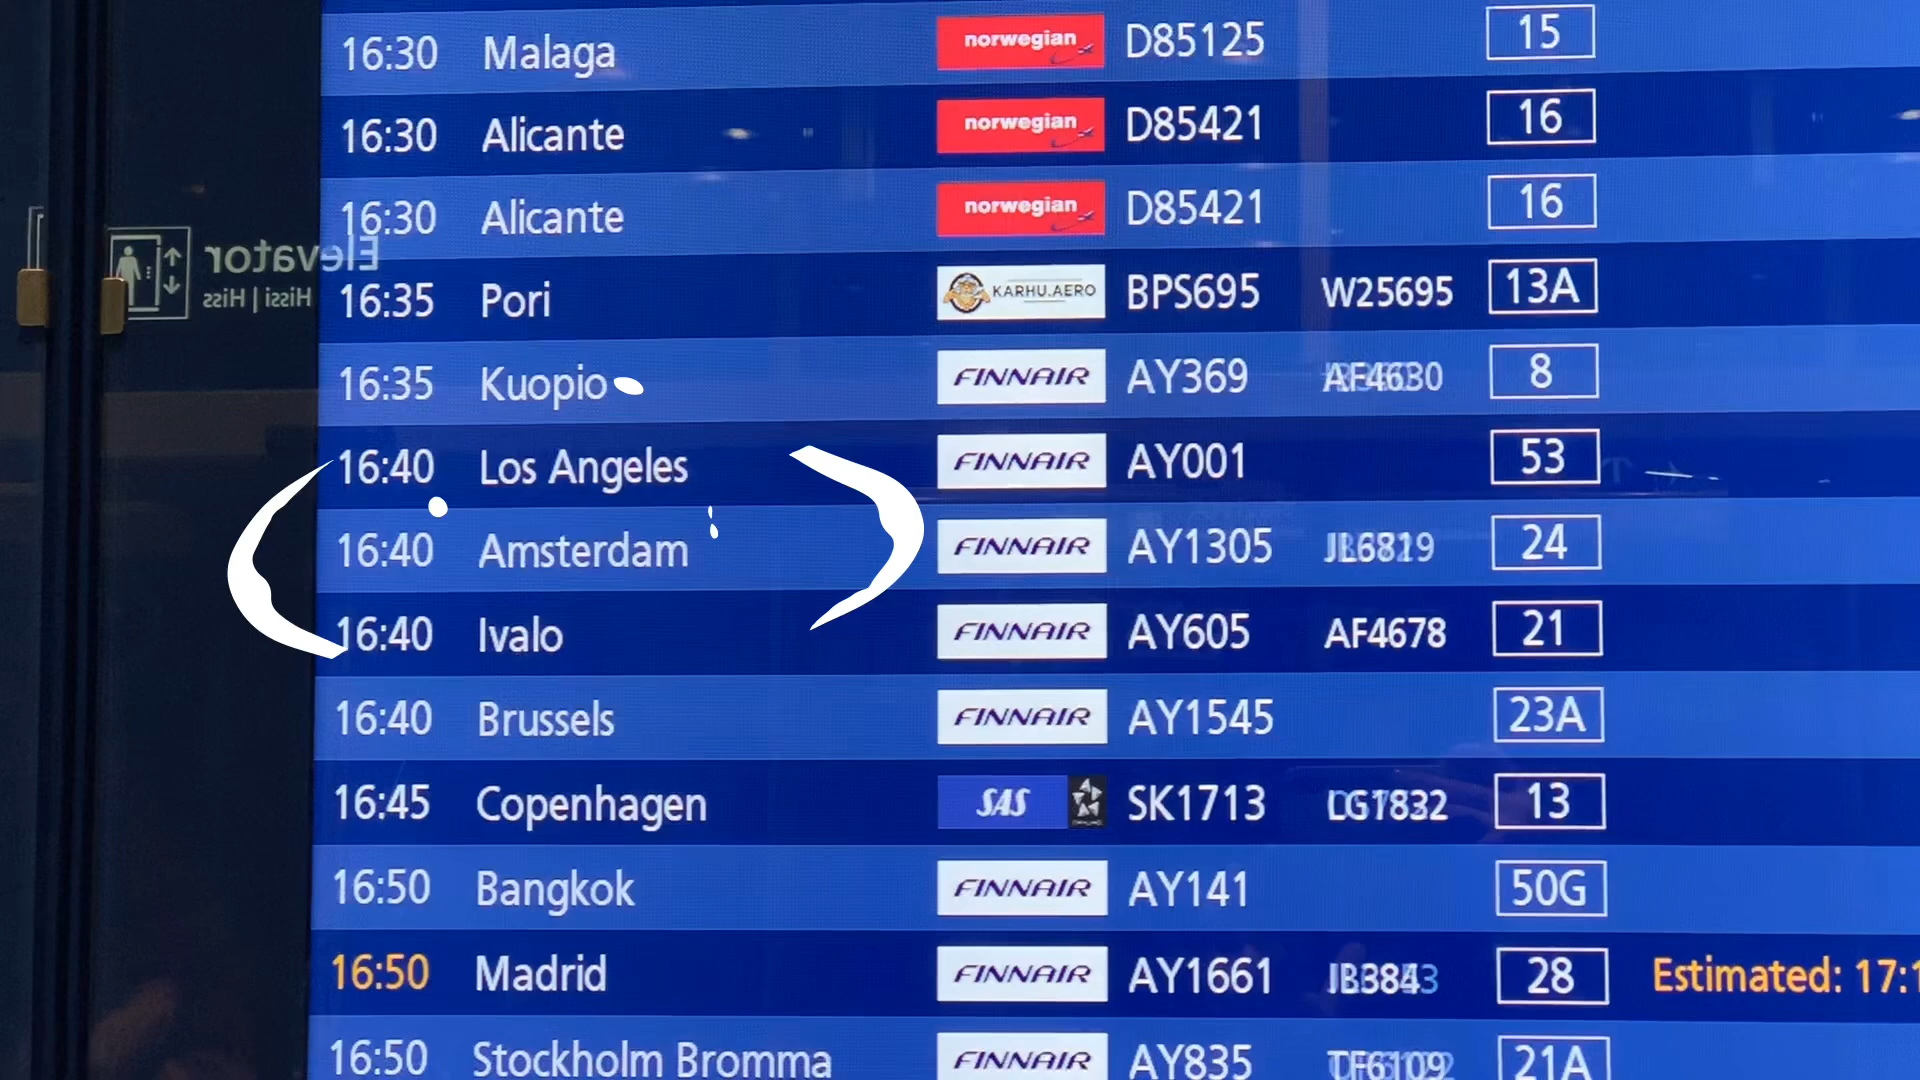 16:30 Malaga norwegian D85125 15
16:30 Alicante norwegian D85421 16
16:30 Alicante norwegian D85421 16
Elevator
Hissi | Hiss
16:35 Pori KARHU.AERO BPS695 W25695 13A
16:35 Kuopio FINNAIR AY369 AF4630 8
16:40 Los Angeles FINNAIR AY001 53
16:40 Amsterdam FINNAIR AY1305 24
16:40 Ivalo FINNAIR AY605 AF4678 21
16:40 Brussels FINNAIR AY1545 23A
16:45 Copenhagen SAS SK1713 13
16:50 Bangkok FINNAIR AY141 50G
16:50 Madrid FINNAIR AY1661 28 Estimated: 17:1
16:50 Stockholm Bromma FINNAIR AY835 21A